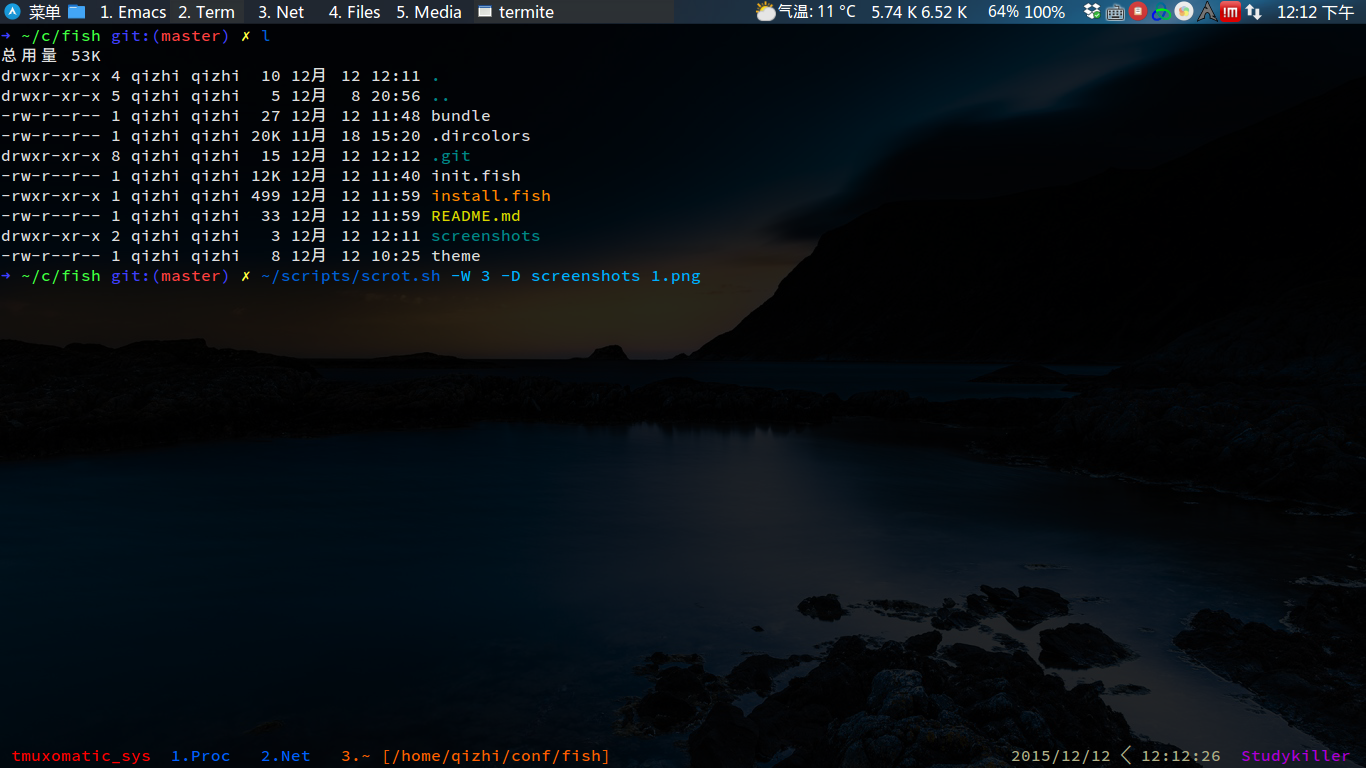 菜单 1. Emacs 2. Term 3. Net 4. Files 5. Media termite 气温: 11 °C 5.74 K 6.52 K 64% 100% !m 12:12 下午
➜ ~/c/fish git:(master) ✗ l
总用量 53K
drwxr-xr-x 4 qizhi qizhi 10 12月 12 12:11 .
drwxr-xr-x 5 qizhi qizhi 5 12月 8 20:56 ..
-rw-r--r-- 1 qizhi qizhi 27 12月 12 11:48 bundle
-rw-r--r-- 1 qizhi qizhi 20K 11月 18 15:20 .dircolors
drwxr-xr-x 8 qizhi qizhi 15 12月 12 12:12 .git
-rw-r--r-- 1 qizhi qizhi 12K 12月 12 11:40 init.fish
-rwxr-xr-x 1 qizhi qizhi 499 12月 12 11:59 install.fish
-rw-r--r-- 1 qizhi qizhi 33 12月 12 11:59 README.md
drwxr-xr-x 2 qizhi qizhi 3 12月 12 12:11 screenshots
-rw-r--r-- 1 qizhi qizhi 8 12月 12 10:25 theme
➜ ~/c/fish git:(master) ✗ ~/scripts/scrot.sh -W 3 -D screenshots 1.png
tmuxomatic_sys 1.Proc 2.Net 3.~ [/home/qizhi/conf/fish] 2015/12/12 < 12:12:26 Studykiller